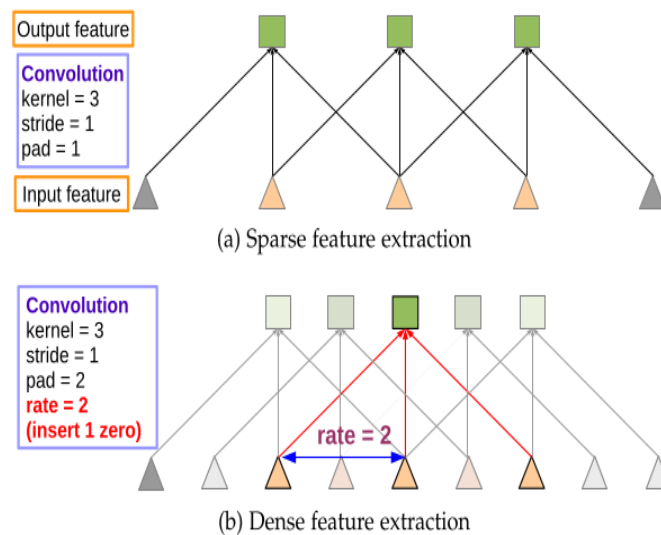 Output feature
Convolution
kernel = 3
stride = 1
pad = 1
Input feature
(a) Sparse feature extraction
Convolution
kernel = 3
stride = 1
pad = 2
rate = 2
(insert 1 zero)
rate = 2
(b) Dense feature extraction